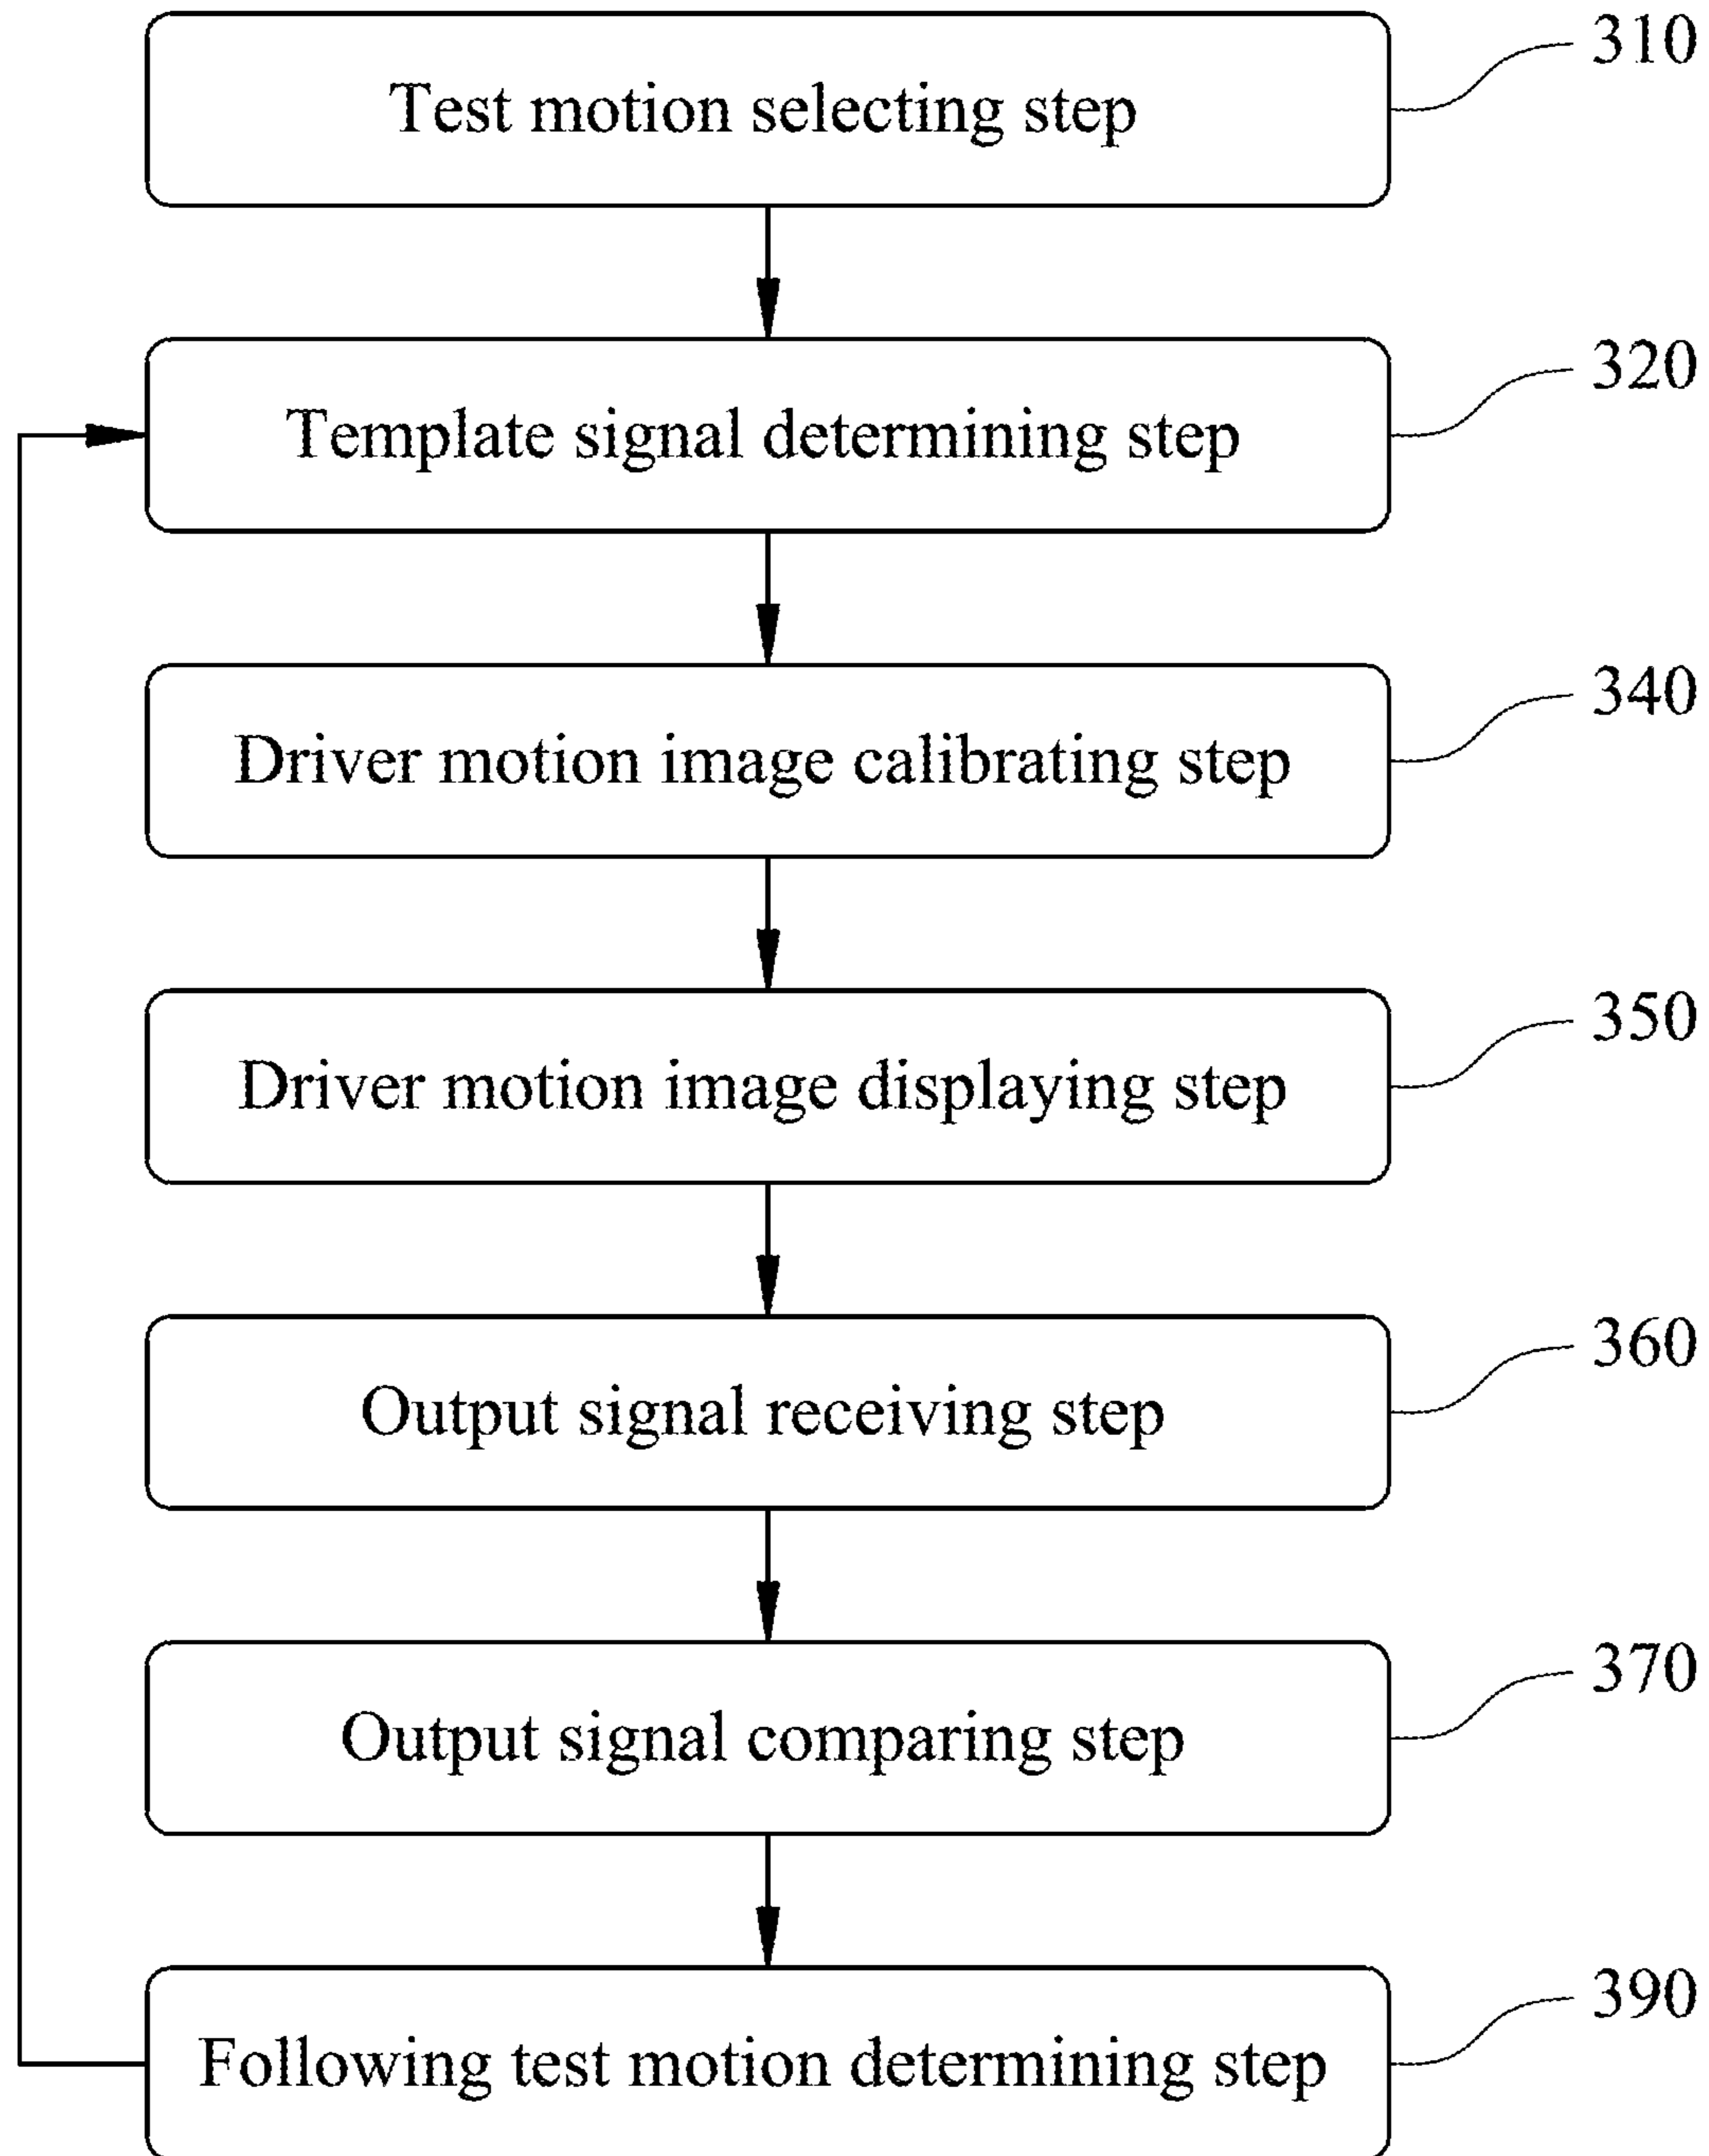 Test motion selecting step
310
Template signal determining step
320
Driver motion image calibrating step
340
Driver motion image displaying step
350
Output signal receiving step
360
Output signal comparing step
370
Following test motion determining step
390